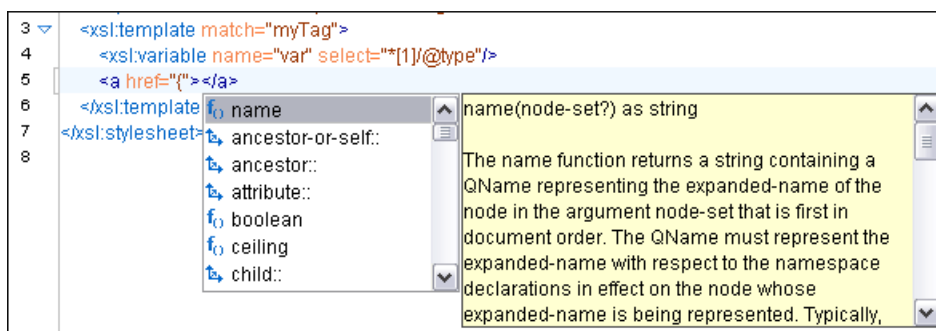 3 <xsl:template match="myTag">
4 <xsl:variable name="var" select="*[1]/@type"/>
5 <a href="{"></a>
6 </xsl:template
7 </xsl:stylesheet>
8
f() name
ancestor-or-self::
ancestor::
attribute::
f() boolean
f() ceiling
child::
name(node-set?) as string
The name function returns a string containing a
QName representing the expanded-name of the
node in the argument node-set that is first in
document order. The QName must represent the
expanded-name with respect to the namespace
declarations in effect on the node whose
expanded-name is being represented. Typically,